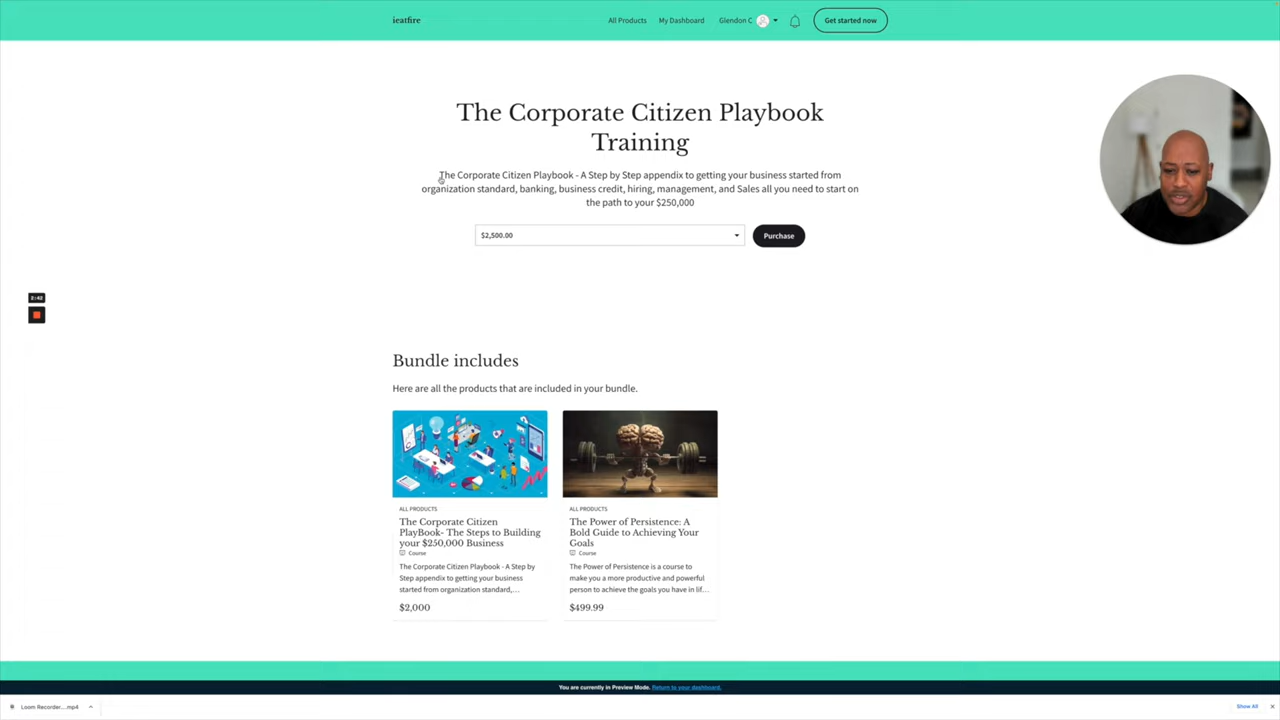 ieatfire
All Products
My Dashboard
Glendon C
Get started now
The Corporate Citizen Playbook
Training
The Corporate Citizen Playbook - A Step by Step appendix to getting your business started from
organization standard, banking, business credit, hiring, management, and Sales all you need to start on
the path to your $250,000
$2,500.00
Purchase
2:42
Bundle includes
Here are all the products that are included in your bundle.
ALL PRODUCTS
The Corporate Citizen
PlayBook- The Steps to Building
your $250,000 Business
Course
The Corporate Citizen Playbook - A Step by
Step appendix to getting your business
started from organization standard,...
$2,000
ALL PRODUCTS
The Power of Persistence: A
Bold Guide to Achieving Your
Goals
Course
The Power of Persistence is a course to
make you a more productive and powerful
person to achieve the goals you have in lif...
$499.99
You are currently in Preview Mode. Return to your dashboard.
Loom Recorder....mp4
Show All